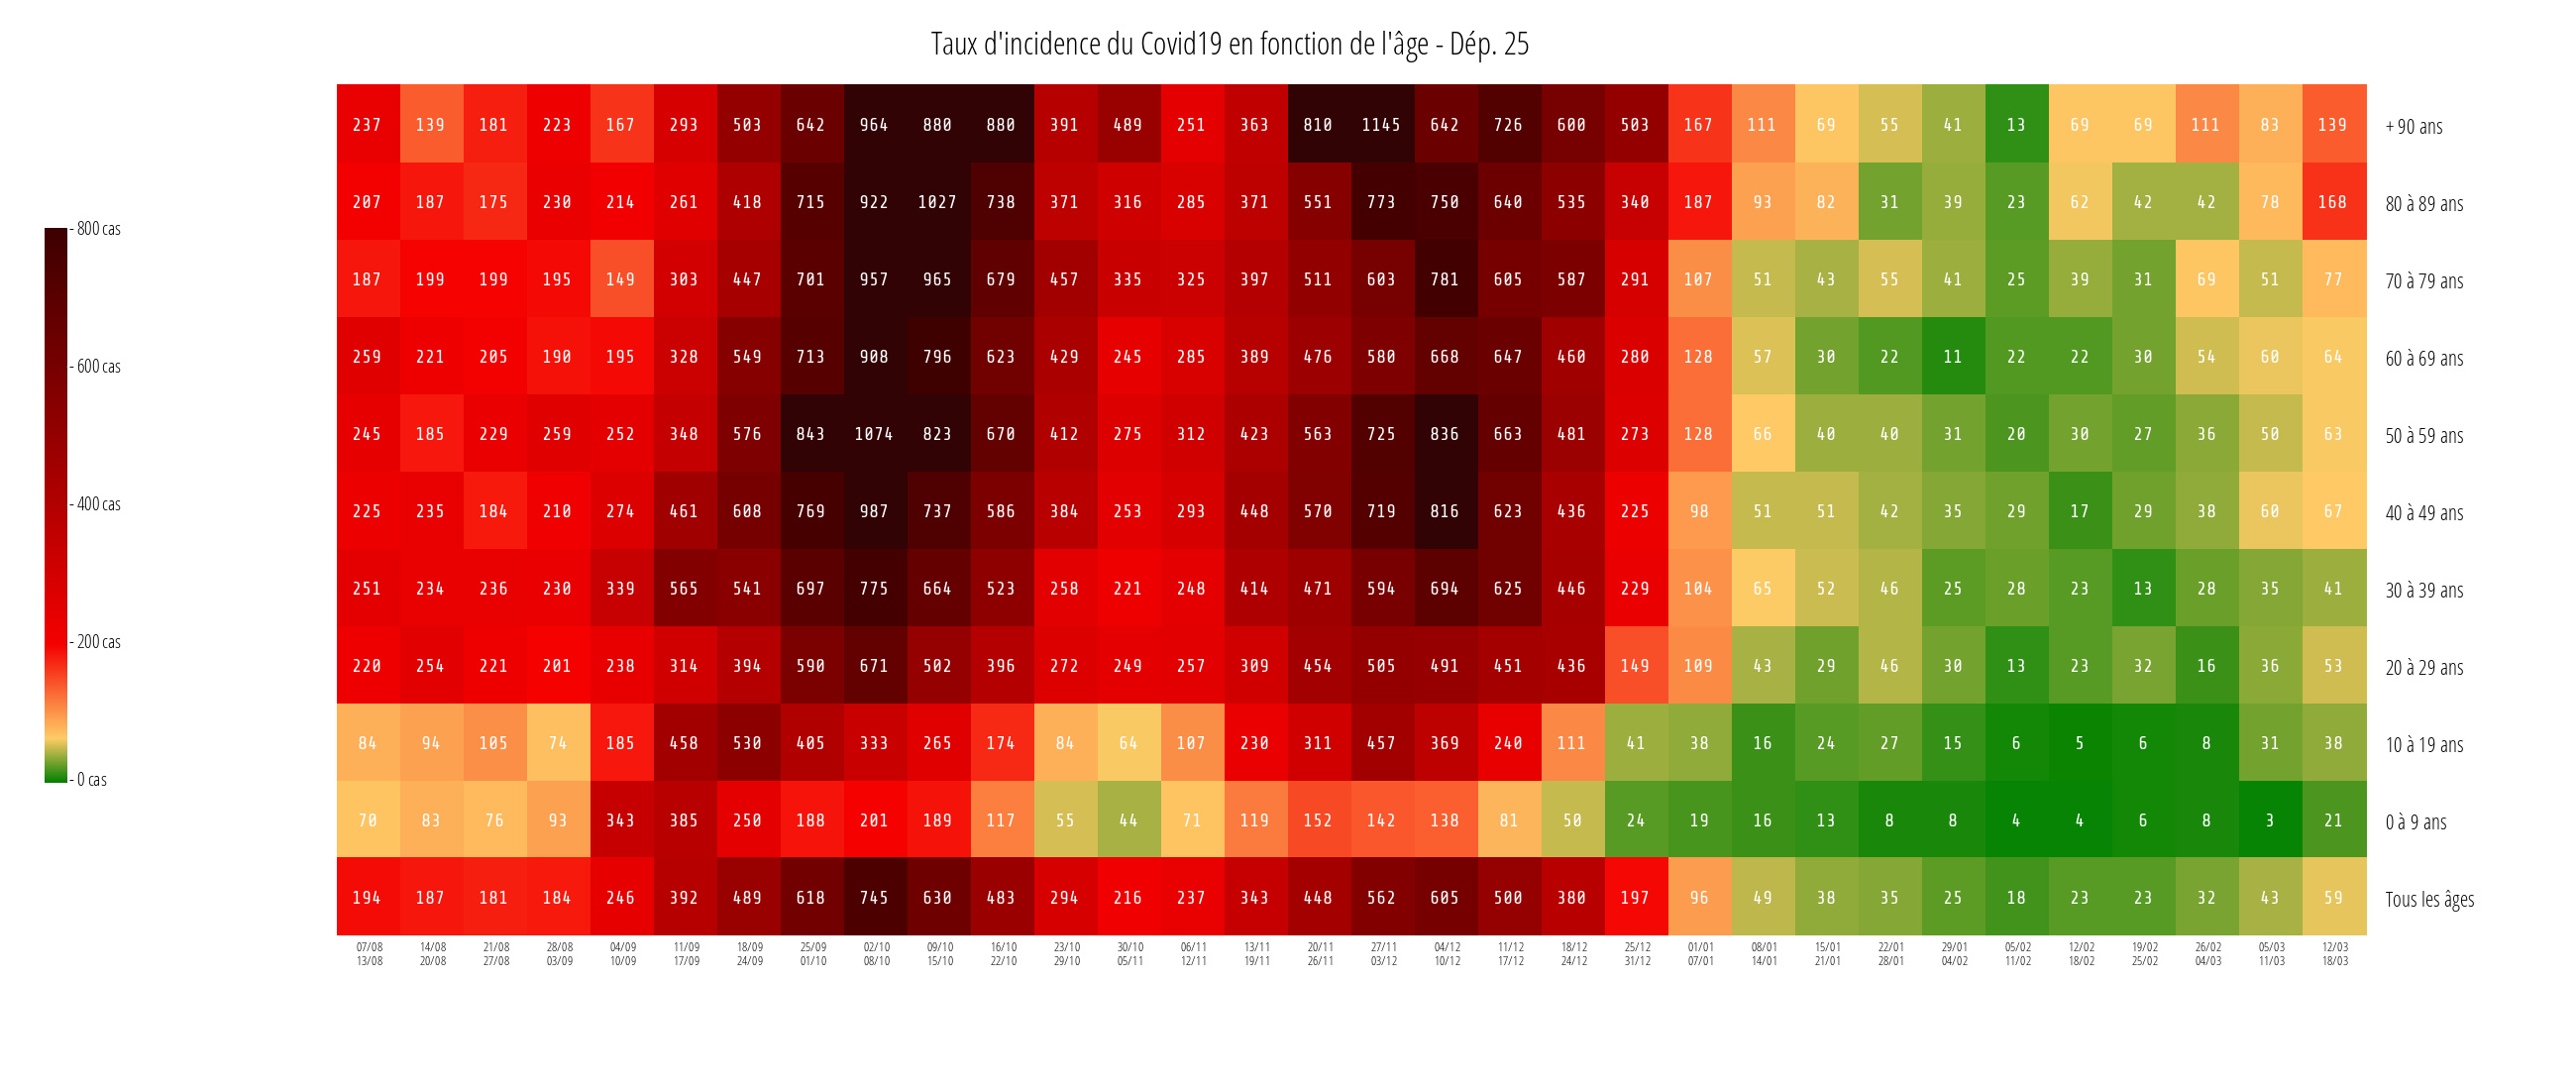 Taux d'incidence du Covid19 en fonction de l'âge - Dép. 25
- 800 cas
- 600 cas
- 400 cas
- 200 cas
- 0 cas
237 139 181 223 167 293 503 642 964 880 880 391 489 251 363 810 1145 642 726 600 503 167 111 69 55 41 13 69 69 111 83 139 + 90 ans
207 187 175 230 214 261 418 715 922 1027 738 371 316 285 371 551 773 750 640 535 340 187 93 82 31 39 23 62 42 42 78 168 80 à 89 ans
187 199 199 195 149 303 447 701 957 965 679 457 335 325 397 511 603 781 605 587 291 107 51 43 55 41 25 39 31 69 51 77 70 à 79 ans
259 221 205 190 195 328 549 713 908 796 623 429 245 285 389 476 580 668 647 460 280 128 57 30 22 11 22 22 30 54 60 64 60 à 69 ans
245 185 229 259 252 348 576 843 1074 823 670 412 275 312 423 563 725 836 663 481 273 128 66 40 40 31 20 30 27 36 50 63 50 à 59 ans
225 235 184 210 274 461 608 769 987 737 586 384 253 293 448 570 719 816 623 436 225 98 51 51 42 35 29 17 29 38 60 67 40 à 49 ans
251 234 236 230 339 565 541 697 775 664 523 258 221 248 414 471 594 694 625 446 229 104 65 52 46 25 28 23 13 28 35 41 30 à 39 ans
220 254 221 201 238 314 394 590 671 502 396 272 249 257 309 454 505 491 451 436 149 109 43 29 46 30 13 23 32 16 36 53 20 à 29 ans
84 94 105 74 185 458 530 405 333 265 174 84 64 107 230 311 457 369 240 111 41 38 16 24 27 15 6 5 6 8 31 38 10 à 19 ans
70 83 76 93 343 385 250 188 201 189 117 55 44 71 119 152 142 138 81 50 24 19 16 13 8 8 4 4 6 8 3 21 0 à 9 ans
194 187 181 184 246 392 489 618 745 630 483 294 216 237 343 448 562 605 500 380 197 96 49 38 35 25 18 23 23 32 43 59 Tous les âges
07/08 14/08 21/08 28/08 04/09 11/09 18/09 25/09 02/10 09/10 16/10 23/10 30/10 06/11 13/11 20/11 27/11 04/12 11/12 18/12 25/12 01/01 08/01 15/01 22/01 29/01 05/02 12/02 19/02 26/02 05/03 12/03
13/08 20/08 27/08 03/09 10/09 17/09 24/09 01/10 08/10 15/10 22/10 29/10 05/11 12/11 19/11 26/11 03/12 10/12 17/12 24/12 31/12 07/01 14/01 21/01 28/01 04/02 11/02 18/02 25/02 04/03 11/03 18/03